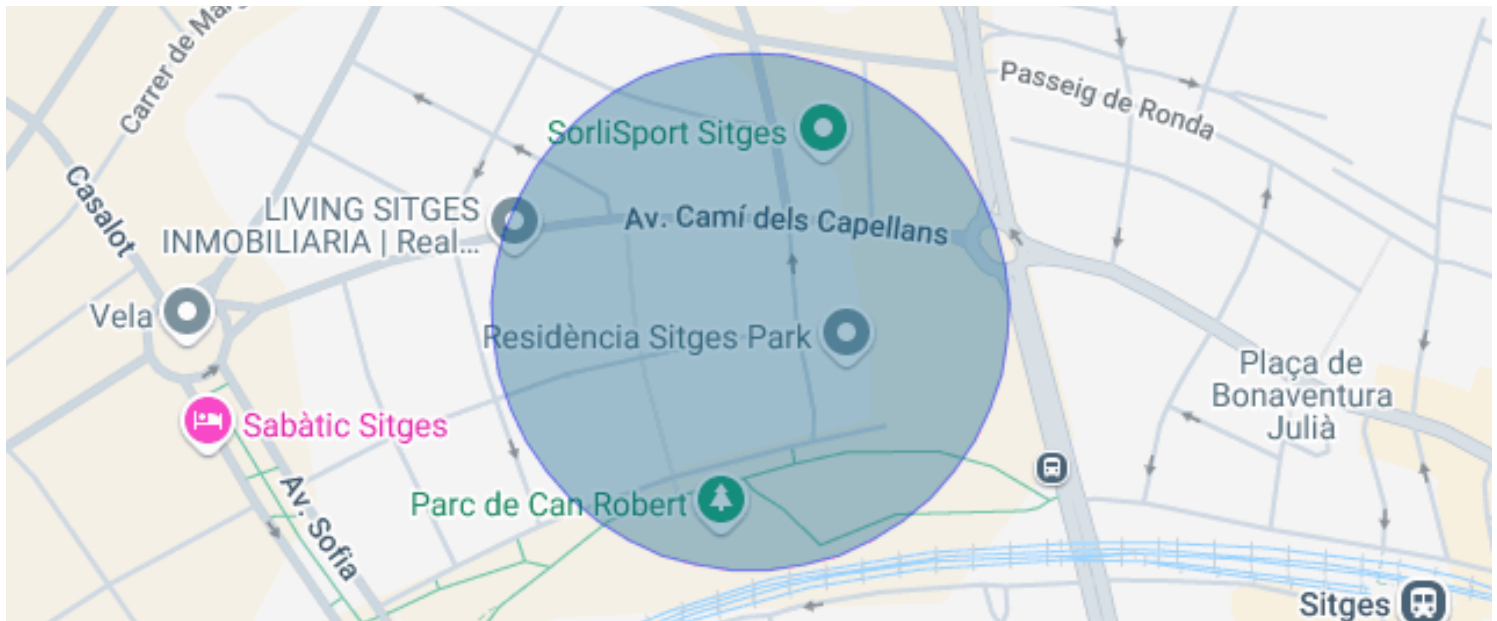 Carrer de Marg
Passeig de Ronda
SorliSport Sitges
Casalot
LIVING SITGES
INMOBILIARIA | Real...
Av. Camí dels Capellans
Vela
Residència Sitges Park
Plaça de
Bonaventura
Julià
Sabàtic Sitges
Av. Sofia
Parc de Can Robert
Sitges